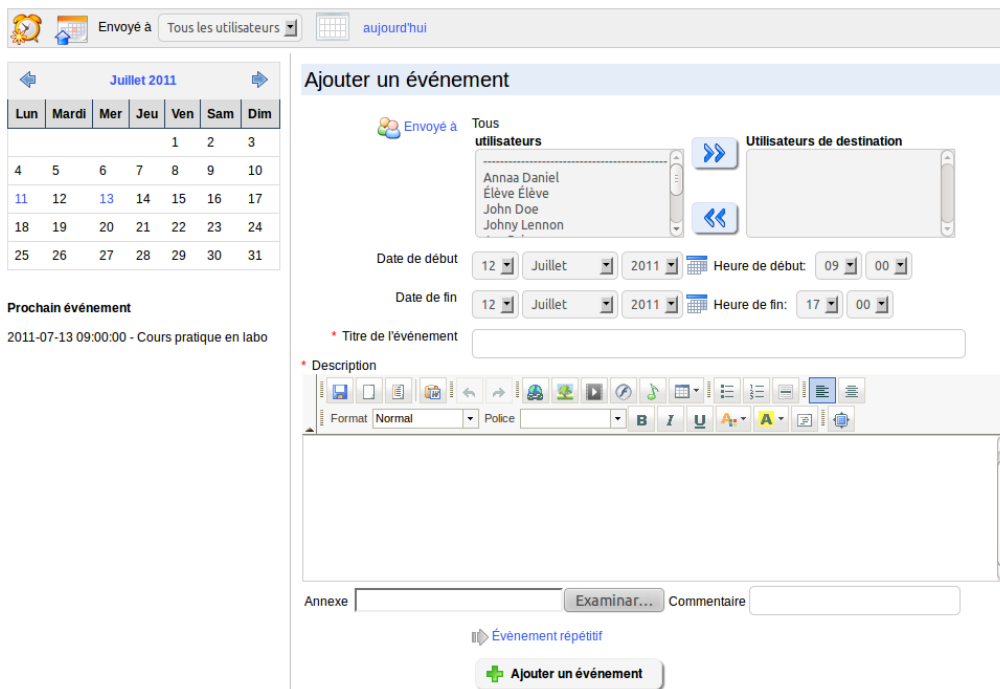 Envoyé à Tous les utilisateurs aujourd'hui
Juillet 2011
Lun Mardi Mer Jeu Ven Sam Dim
1 2 3
4 5 6 7 8 9 10
11 12 13 14 15 16 17
18 19 20 21 22 23 24
25 26 27 28 29 30 31
Prochain événement
2011-07-13 09:00:00 - Cours pratique en labo
Ajouter un événement
Envoyé à
Tous
utilisateurs
Utilisateurs de destination
----------------------------------------------
Annaa Daniel
Élève Élève
John Doe
Johny Lennon
Date de début 12 Juillet 2011 Heure de début: 09 00
Date de fin 12 Juillet 2011 Heure de fin: 17 00
* Titre de l'événement
* Description
Format Normal Police B I U A A
Annexe Examinar... Commentaire
Évènement répétitif
Ajouter un événement